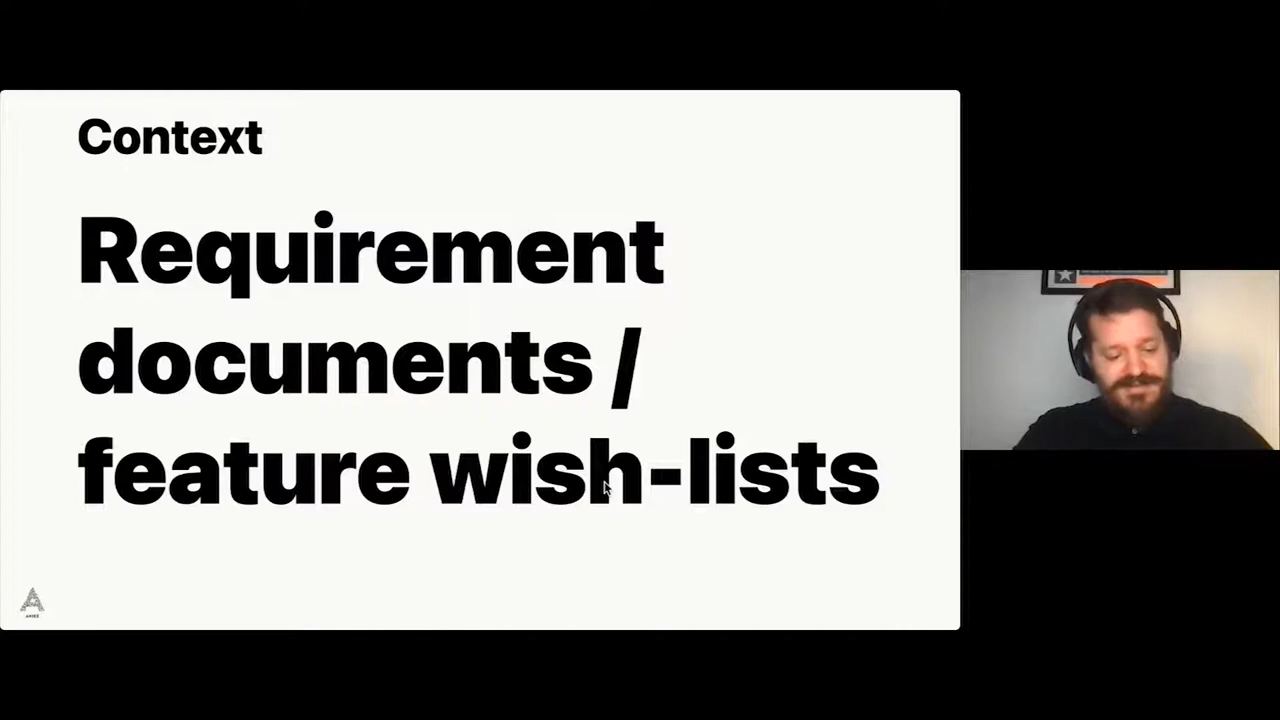 Context
Requirement
documents /
feature wish-lists